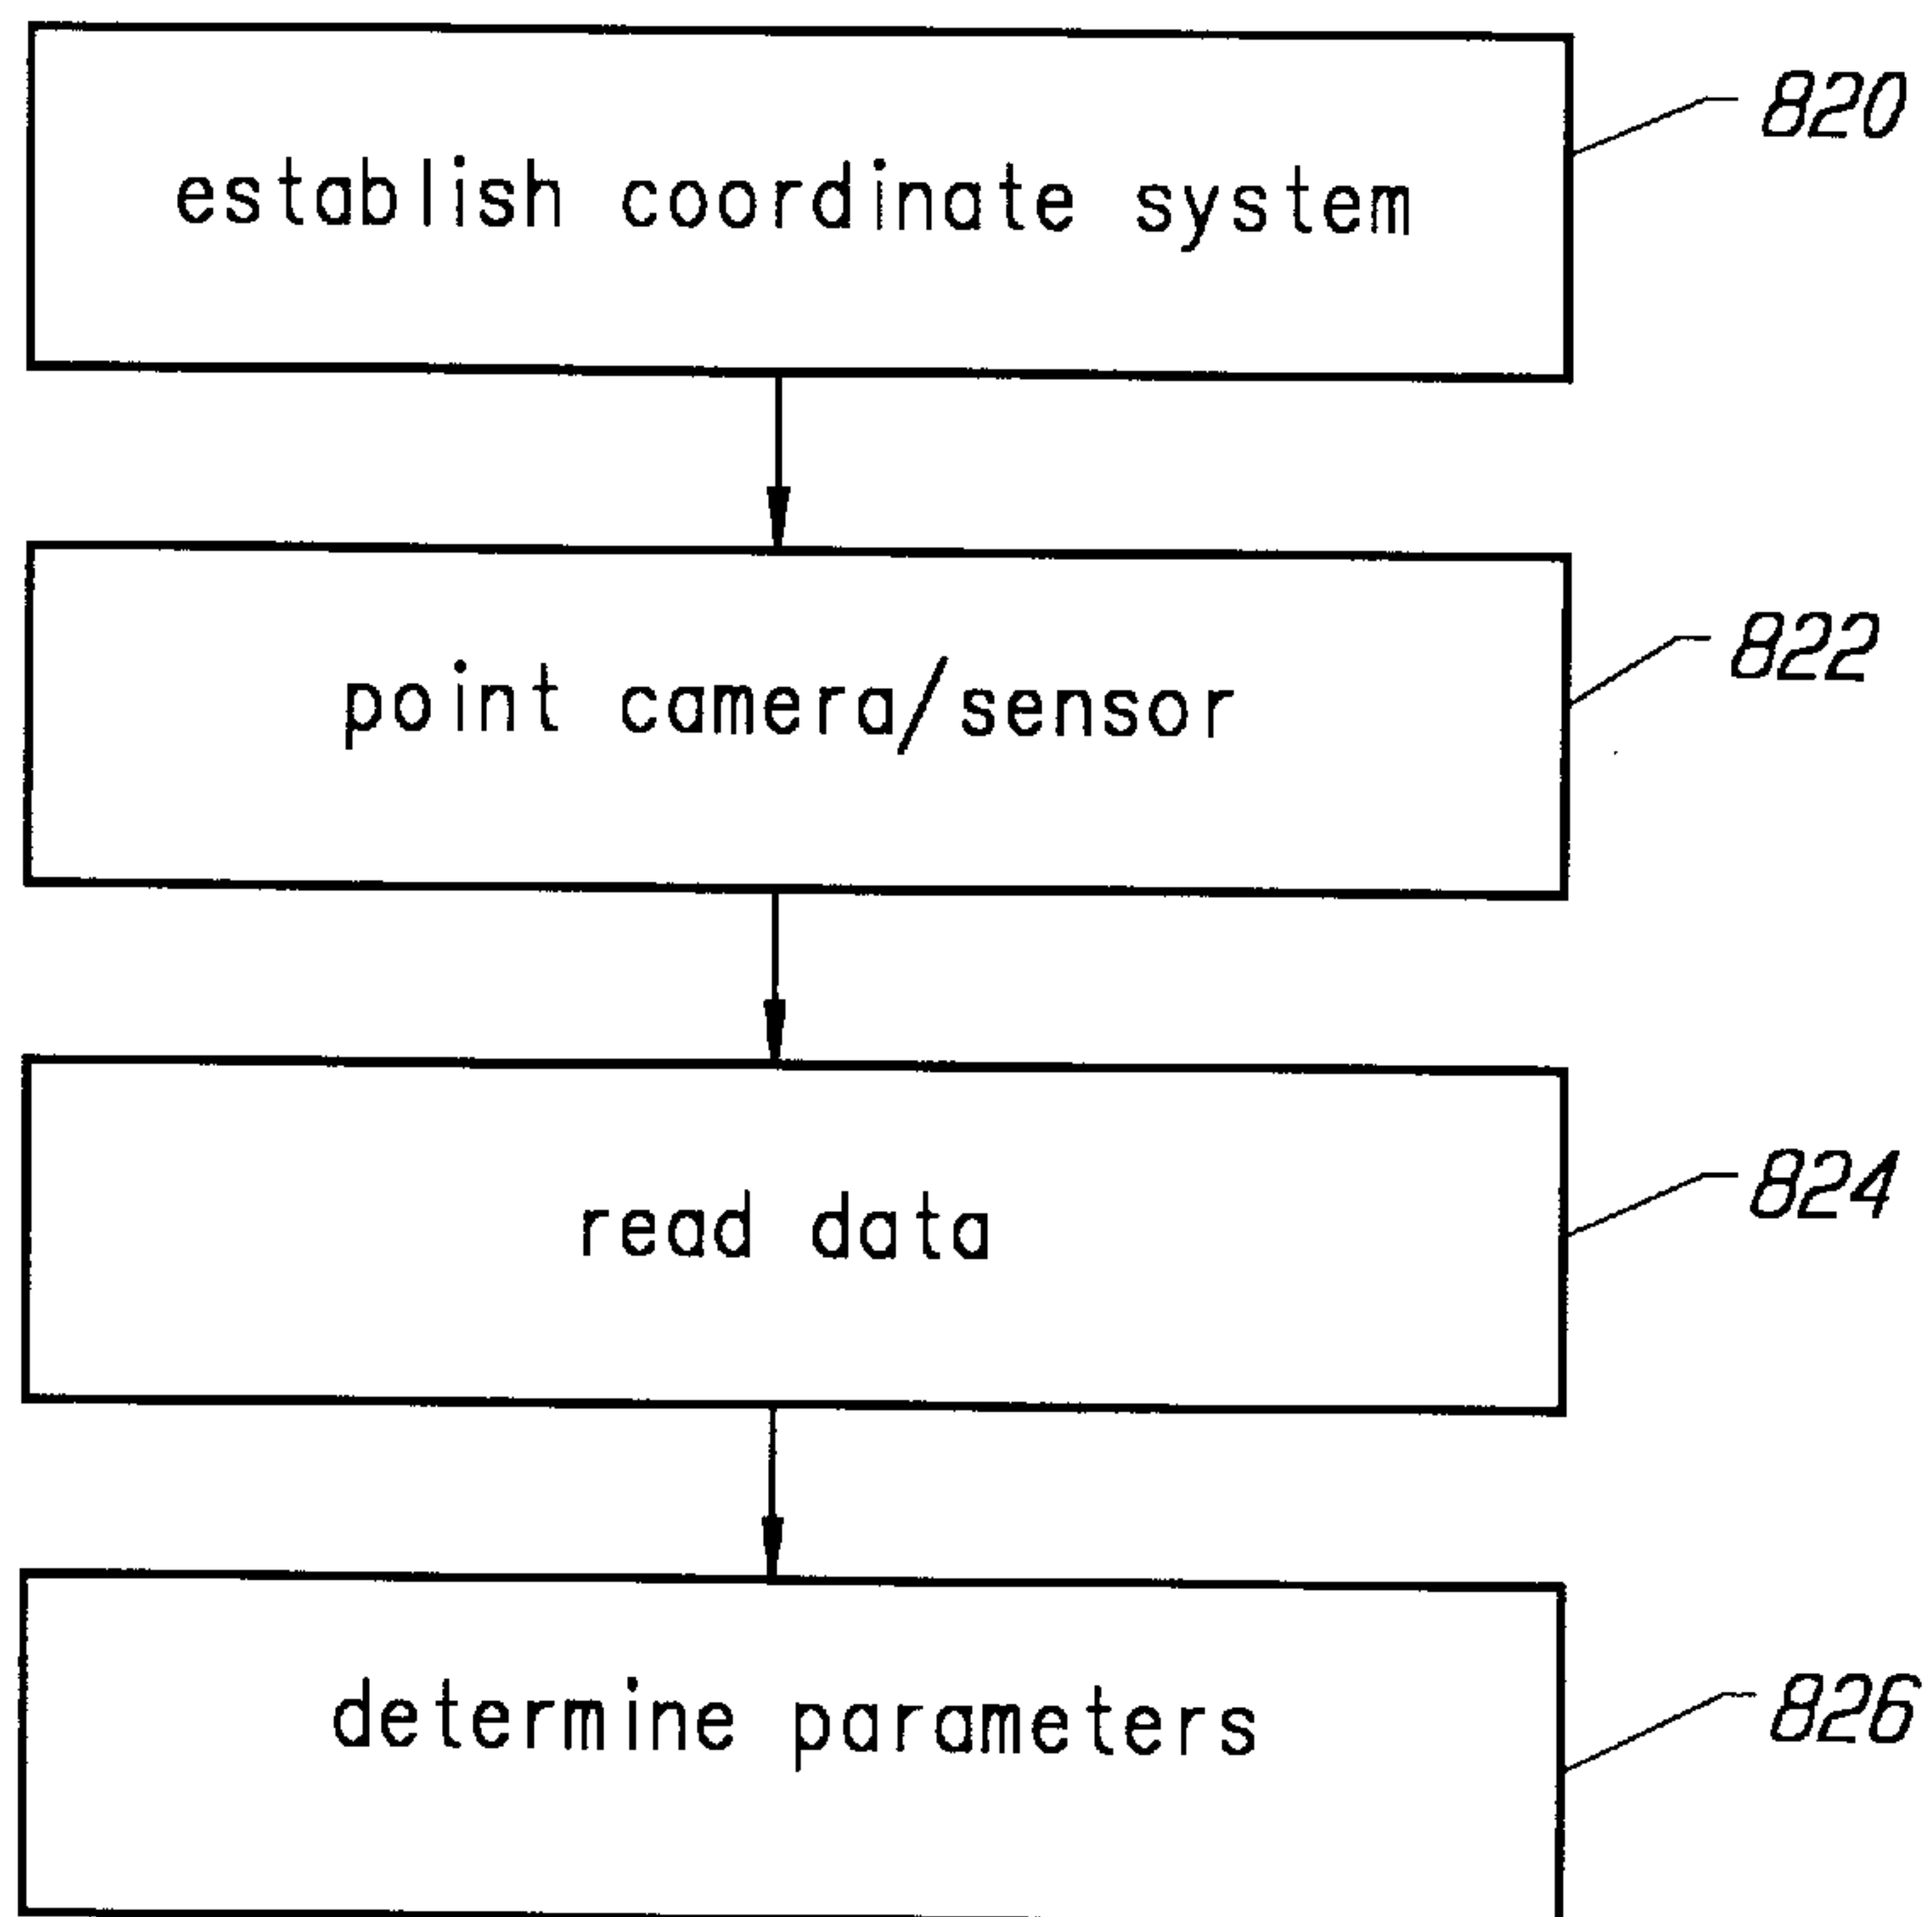 establish coordinate system
820
point camera/sensor
822
read data
824
determine parameters
826